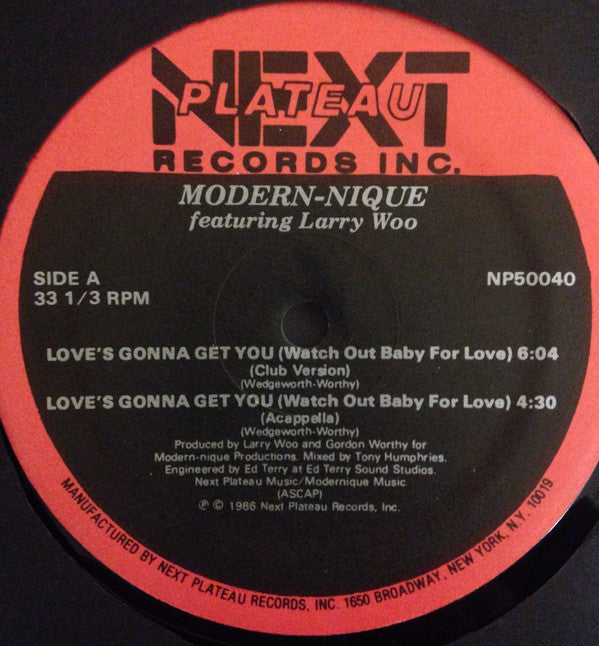 NEXT
PLATEAU
RECORDS INC.
MODERN-NIQUE
featuring Larry Woo
SIDE A
33 1/3 RPM
NP50040
LOVE'S GONNA GET YOU (Watch Out Baby For Love) 6:04
(Club Version)
(Wedgeworth-Worthy)
LOVE'S GONNA GET YOU (Watch Out Baby For Love) 4:30
(Acappella)
(Wedgeworth-Worthy)
Produced by Larry Woo and Gordon Worthy for
Modern-nique Productions. Mixed by Tony Humphries.
Engineered by Ed Terry at Ed Terry Sound Studios.
Next Plateau Music/Modernique Music
(ASCAP)
℗ © 1986 Next Plateau Records, Inc.
MANUFACTURED BY NEXT PLATEAU RECORDS, INC. 1650 BROADWAY, NEW YORK, N.Y. 10019